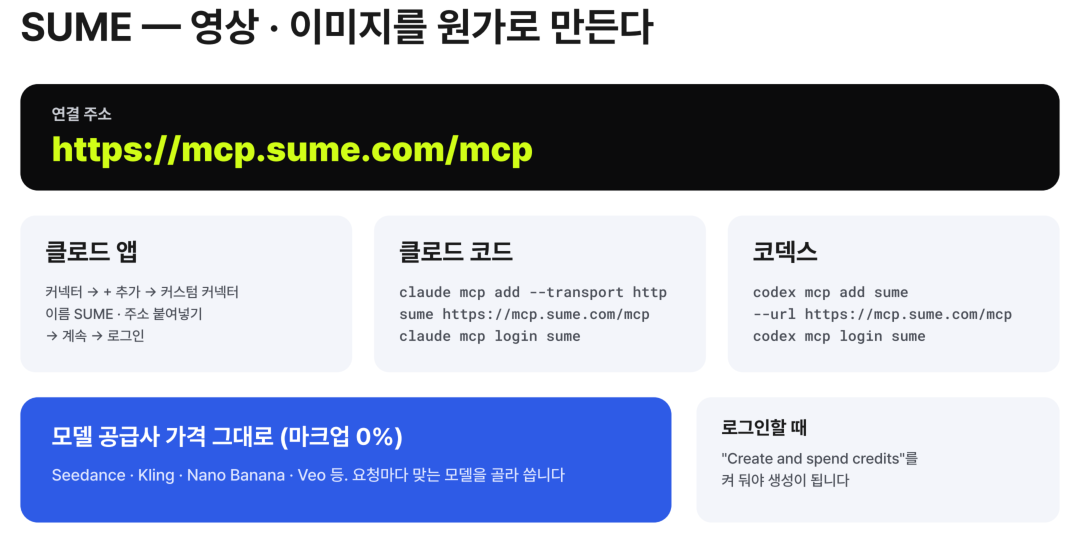 SUME — 영상 · 이미지를 원가로 만든다
연결 주소
https://mcp.sume.com/mcp
클로드 앱
커넥터 → + 추가 → 커스텀 커넥터
이름 SUME · 주소 붙여넣기
→ 계속 → 로그인
클로드 코드
claude mcp add --transport http
sume https://mcp.sume.com/mcp
claude mcp login sume
코덱스
codex mcp add sume
--url https://mcp.sume.com/mcp
codex mcp login sume
모델 공급사 가격 그대로 (마크업 0%)
Seedance · Kling · Nano Banana · Veo 등. 요청마다 맞는 모델을 골라 씁니다
로그인할 때
"Create and spend credits"를
켜 둬야 생성이 됩니다